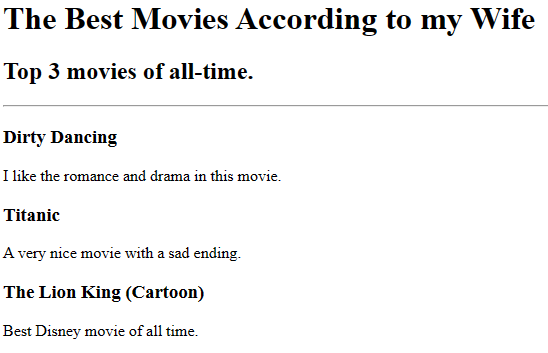 The Best Movies According to my Wife
Top 3 movies of all-time.
Dirty Dancing
I like the romance and drama in this movie.
Titanic
A very nice movie with a sad ending.
The Lion King (Cartoon)
Best Disney movie of all time.